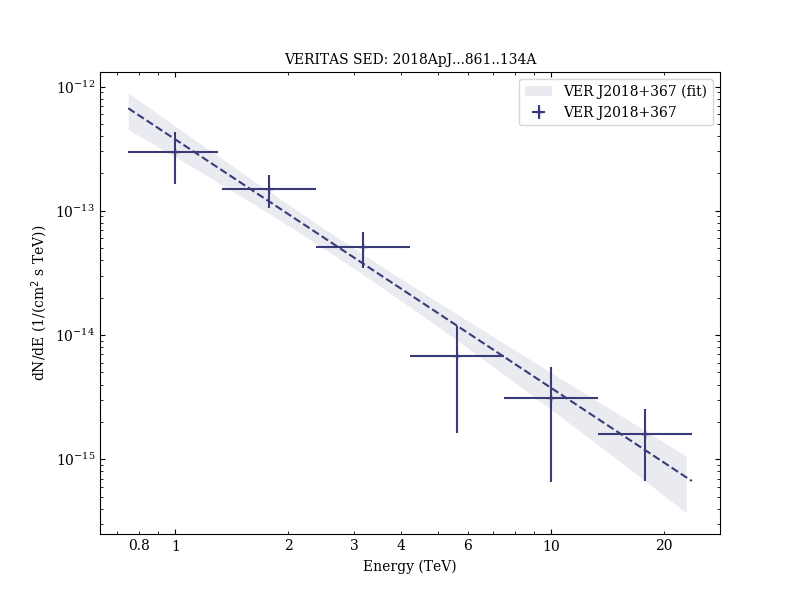 VERITAS SED: 2018ApJ...861..134A
VER J2018+367 (fit)
VER J2018+367
dN/dE (1/(cm² s TeV))
10⁻¹²
10⁻¹³
10⁻¹⁴
10⁻¹⁵
0.8 1 2 3 4 6 10 20
Energy (TeV)